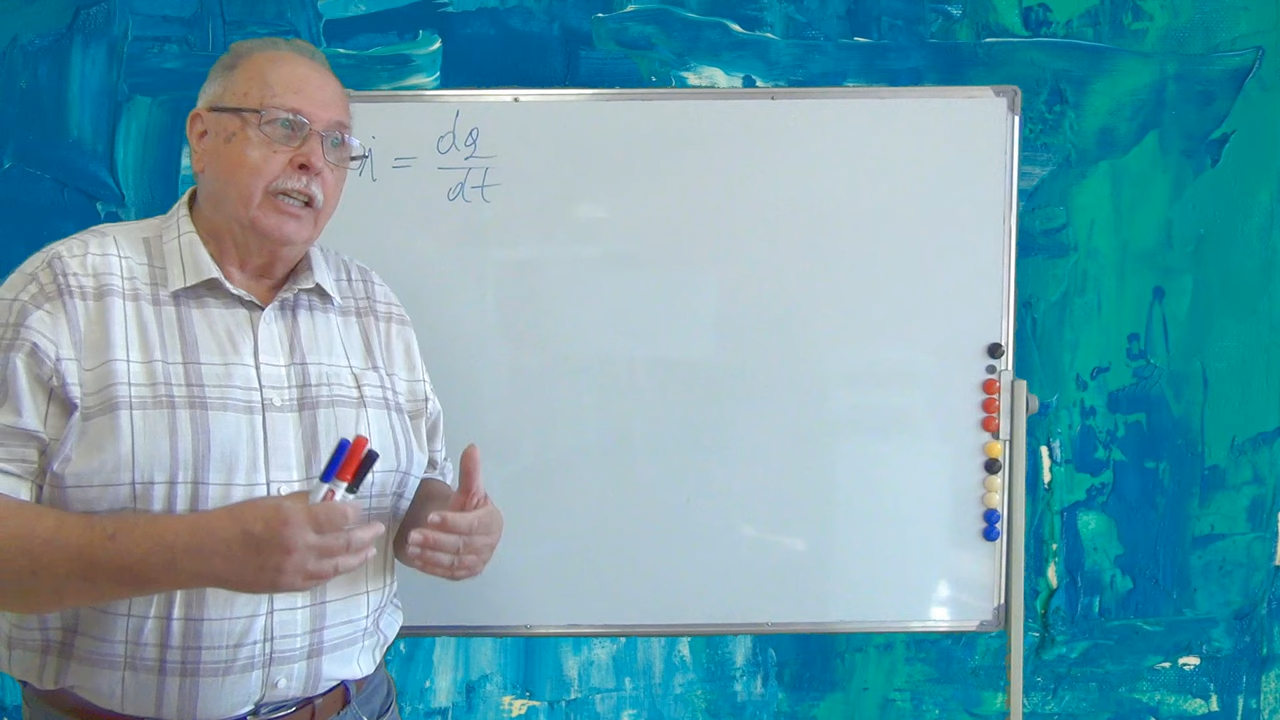 i = dq/dt